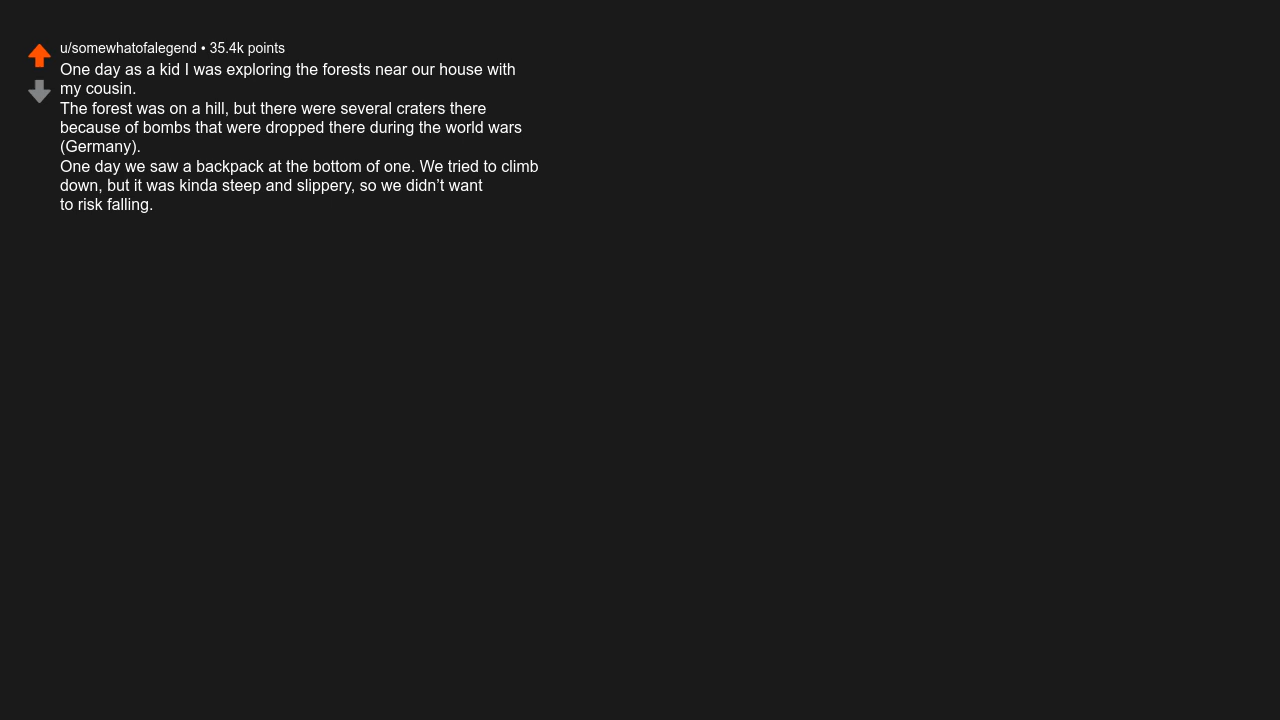 u/somewhatofalegend • 35.4k points
One day as a kid I was exploring the forests near our house with
my cousin.
The forest was on a hill, but there were several craters there
because of bombs that were dropped there during the world wars
(Germany).
One day we saw a backpack at the bottom of one. We tried to climb
down, but it was kinda steep and slippery, so we didn’t want
to risk falling.